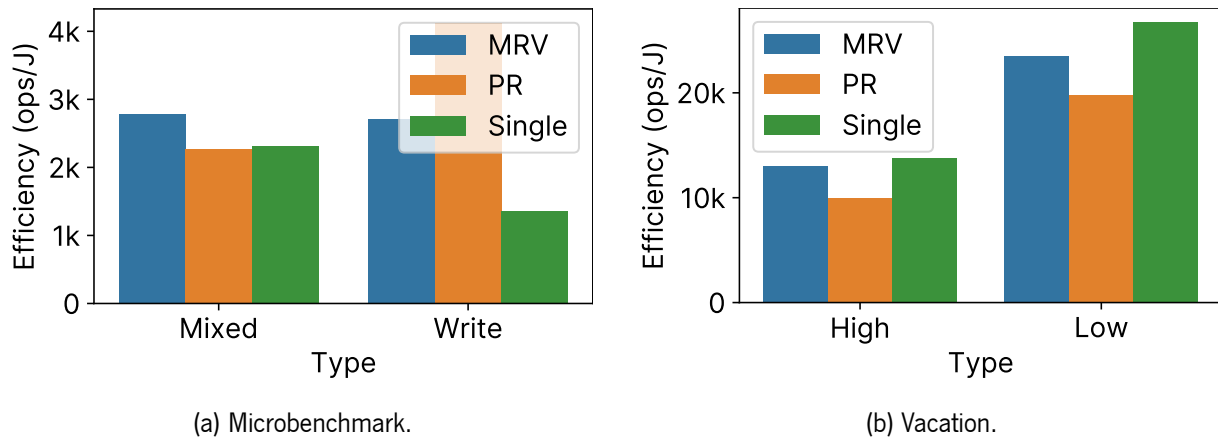 Efficiency (ops/J)
4k
3k
2k
1k
0
MRV
PR
Single
Mixed
Write
Type
(a) Microbenchmark.
Efficiency (ops/J)
20k
10k
0
MRV
PR
Single
High
Low
Type
(b) Vacation.